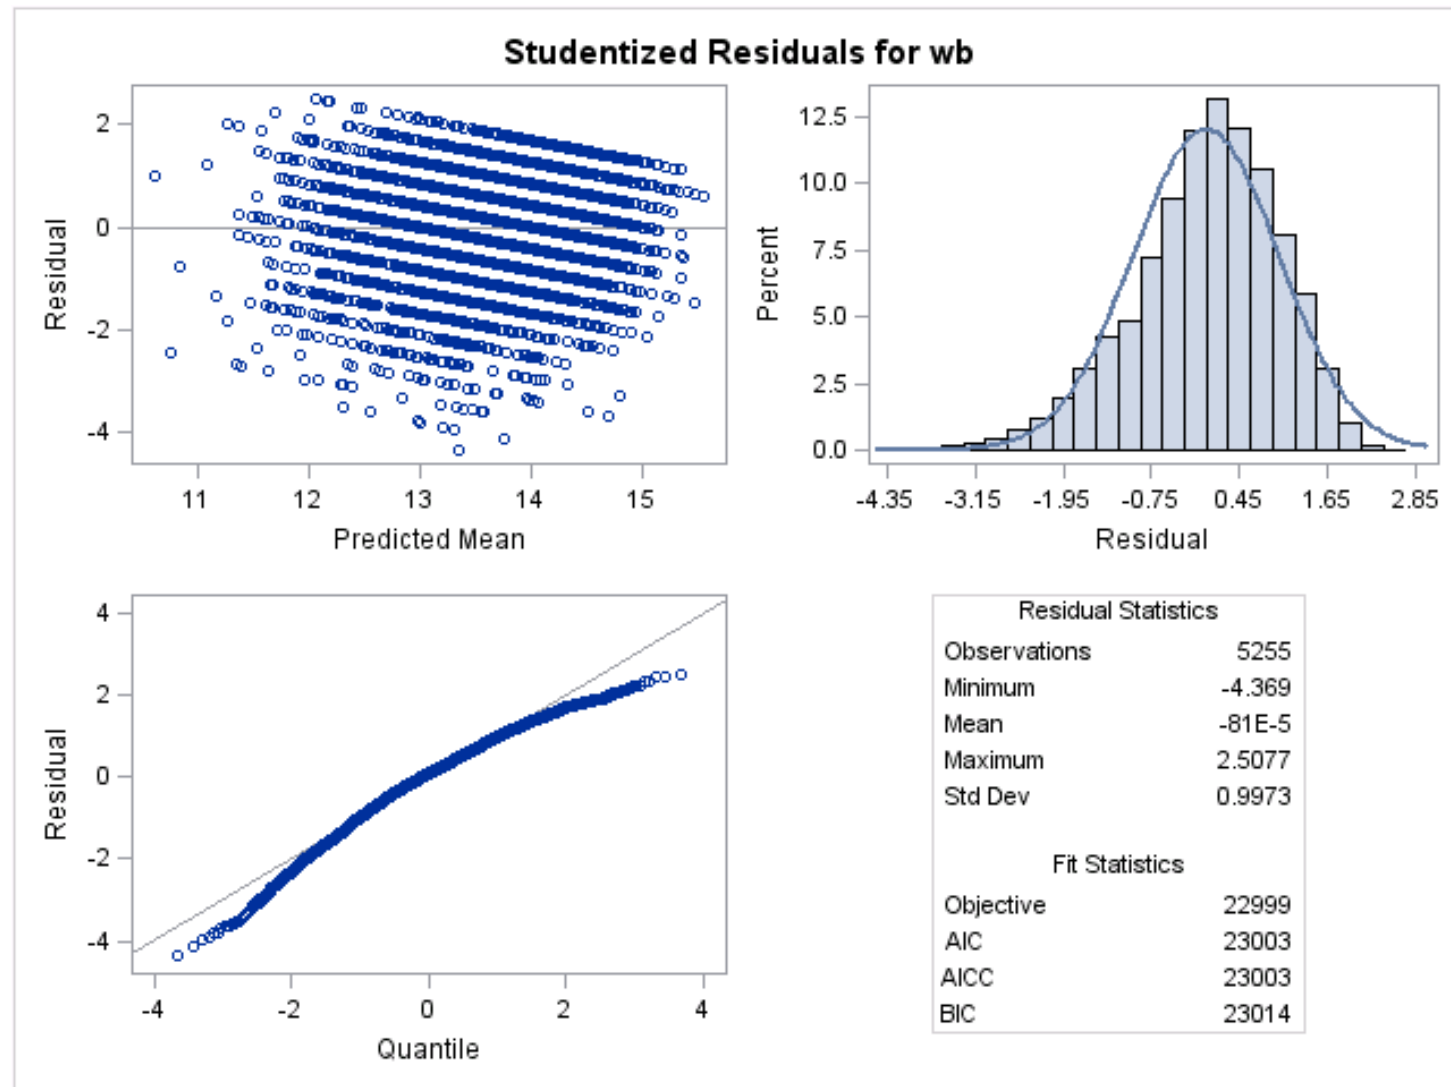 Studentized Residuals for wb
2
0
-2
-4
Residual
11 12 13 14 15
Predicted Mean
12.5
10.0
7.5
5.0
2.5
0.0
Percent
-4.35 -3.15 -1.95 -0.75 0.45 1.65 2.85
Residual
4
2
0
-2
-4
Residual
-4 -2 0 2 4
Quantile
Residual Statistics
Observations 5255
Minimum -4.369
Mean -81E-5
Maximum 2.5077
Std Dev 0.9973
Fit Statistics
Objective 22999
AIC 23003
AICC 23003
BIC 23014